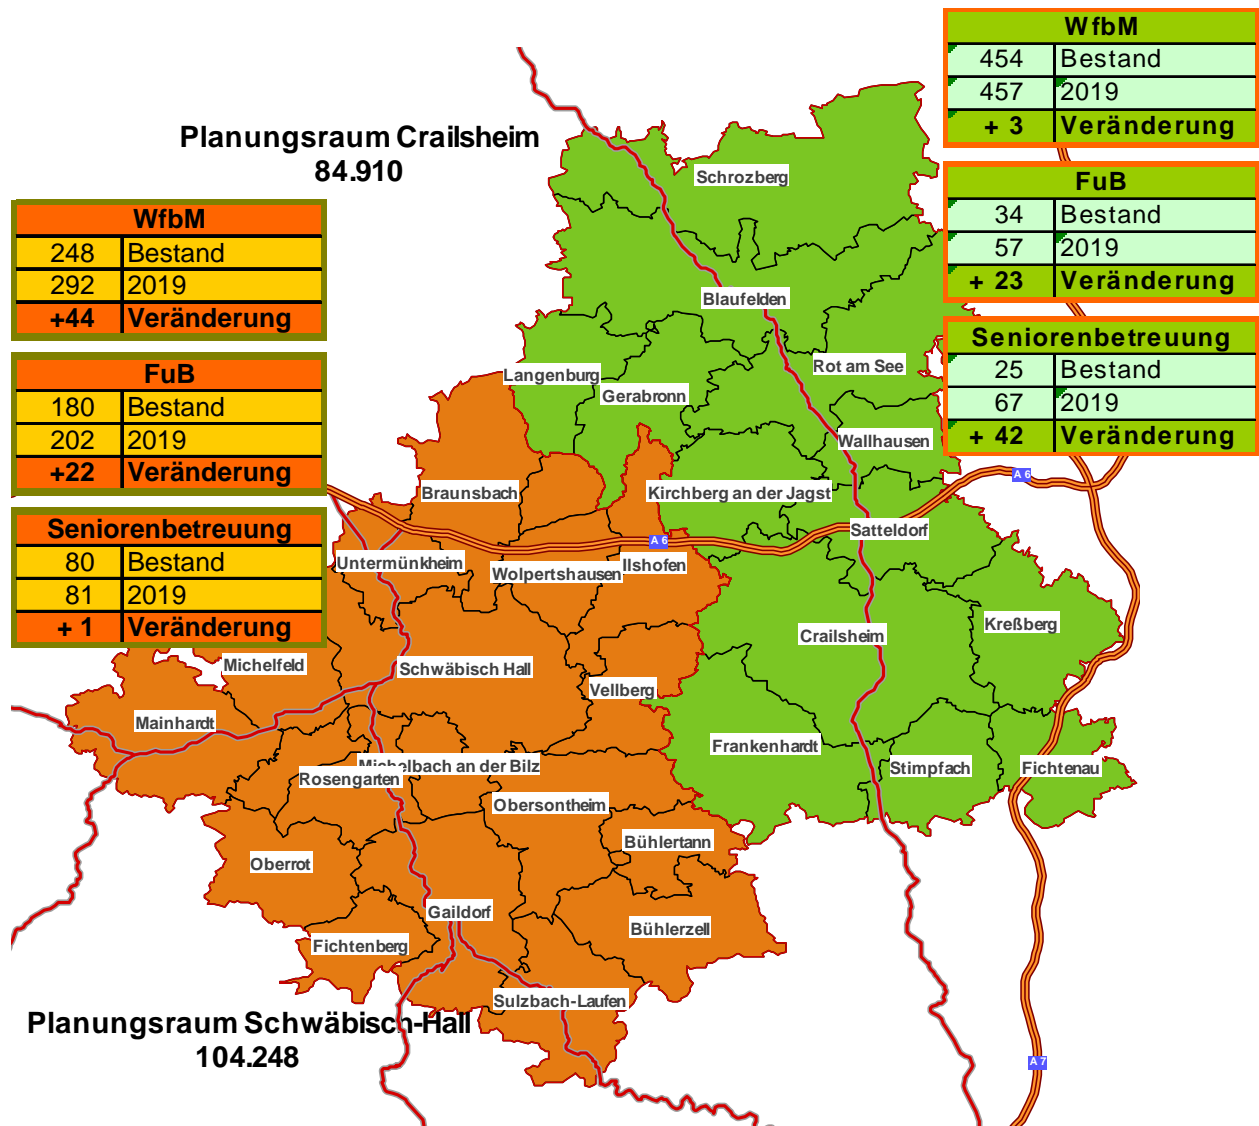 WfbM
454 Bestand
457 2019
+ 3 Veränderung
Planungsraum Crailsheim
84.910
FuB
34 Bestand
57 2019
+ 23 Veränderung
WfbM
248 Bestand
292 2019
+44 Veränderung
Seniorenbetreuung
25 Bestand
67 2019
+ 42 Veränderung
FuB
180 Bestand
202 2019
+22 Veränderung
Seniorenbetreuung
80 Bestand
81 2019
+ 1 Veränderung
Schrozberg
Blaufelden
Rot am See
Langenburg
Gerabronn
Wallhausen
A 6
Braunsbach
Kirchberg an der Jagst
Satteldorf
A 6
Untermünkheim
Wolpertshausen
Ilshofen
Kreßberg
Crailsheim
Michelfeld
Schwäbisch Hall
Vellberg
Mainhardt
Frankenhardt
Michelbach an der Bilz
Stimpfach
Fichtenau
Rosengarten
Obersontheim
Bühlertann
Oberrot
Gaildorf
Bühlerzell
Fichtenberg
Sulzbach-Laufen
Planungsraum Schwäbisch-Hall
104.248
A 7